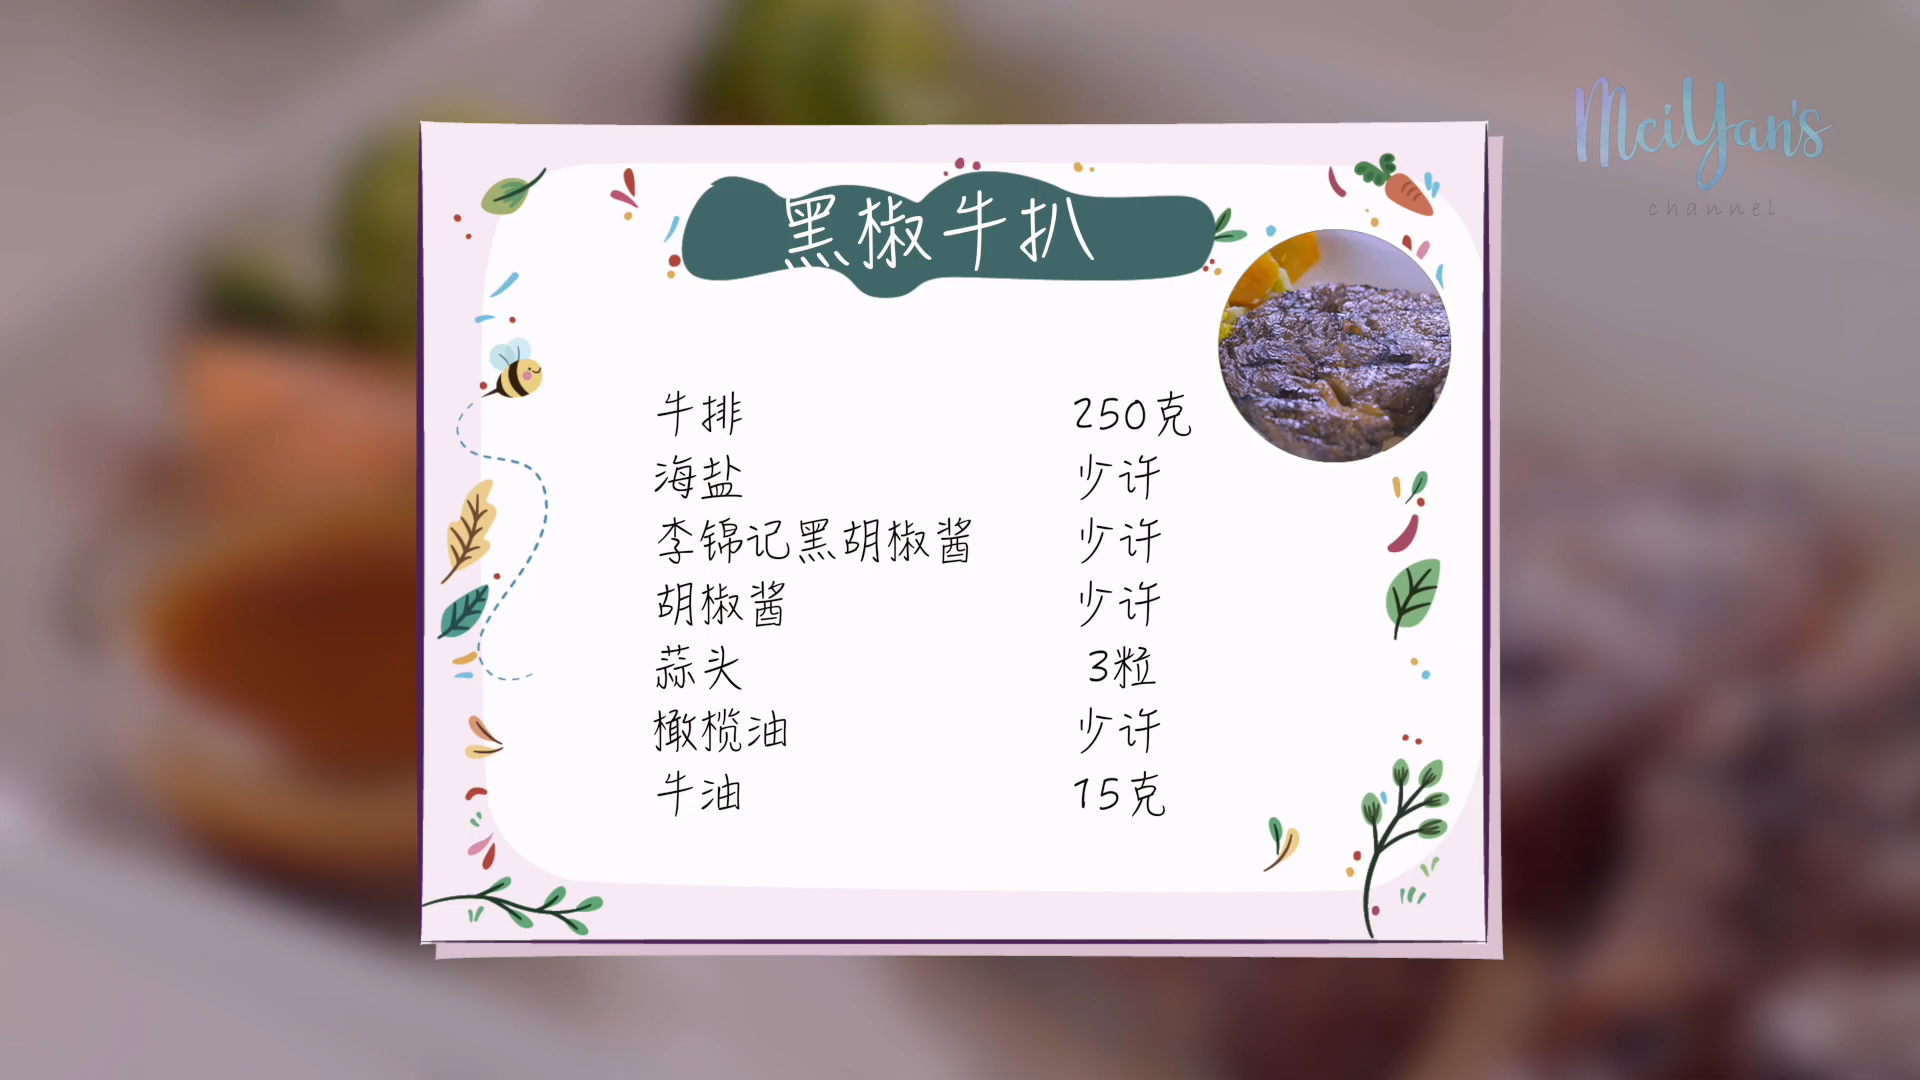 MeiYan's
channel
黑椒牛扒
牛排 250克
海盐 少许
李锦记黑胡椒酱 少许
胡椒酱 少许
蒜头 3粒
橄榄油 少许
牛油 15克